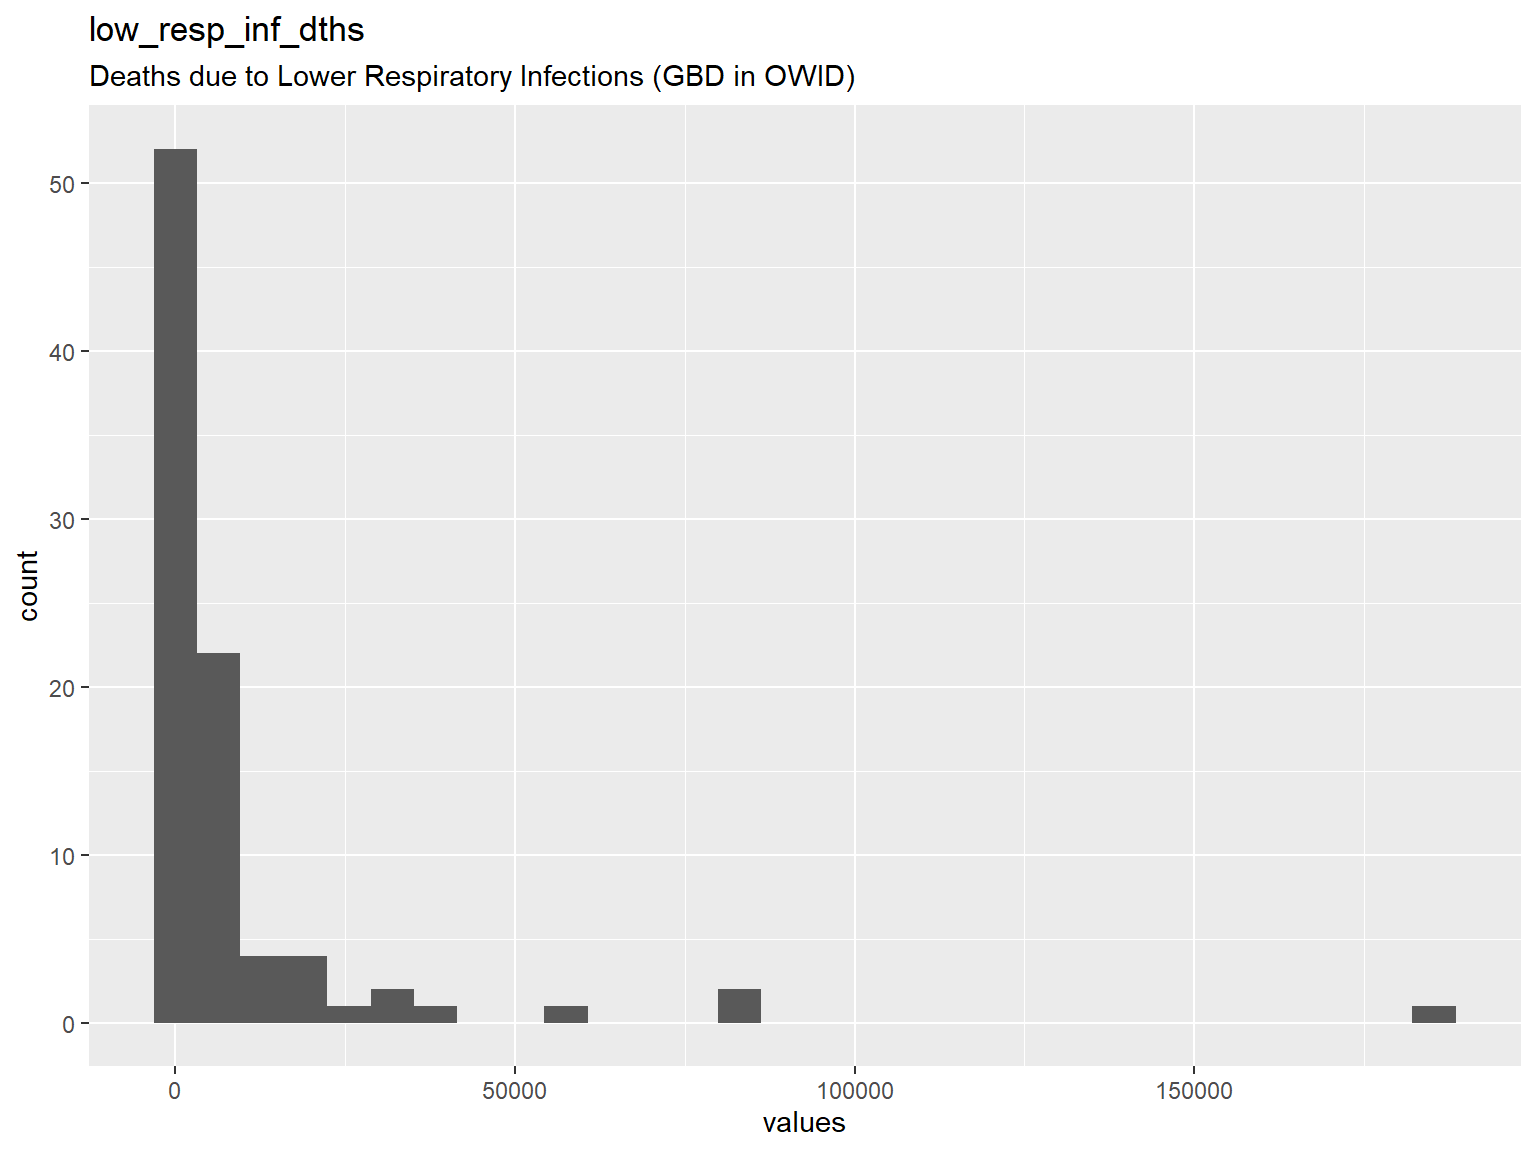 low_resp_inf_dths
Deaths due to Lower Respiratory Infections (GBD in OWID)
count
50
40
30
20
10
0
0 50000 100000 150000
values